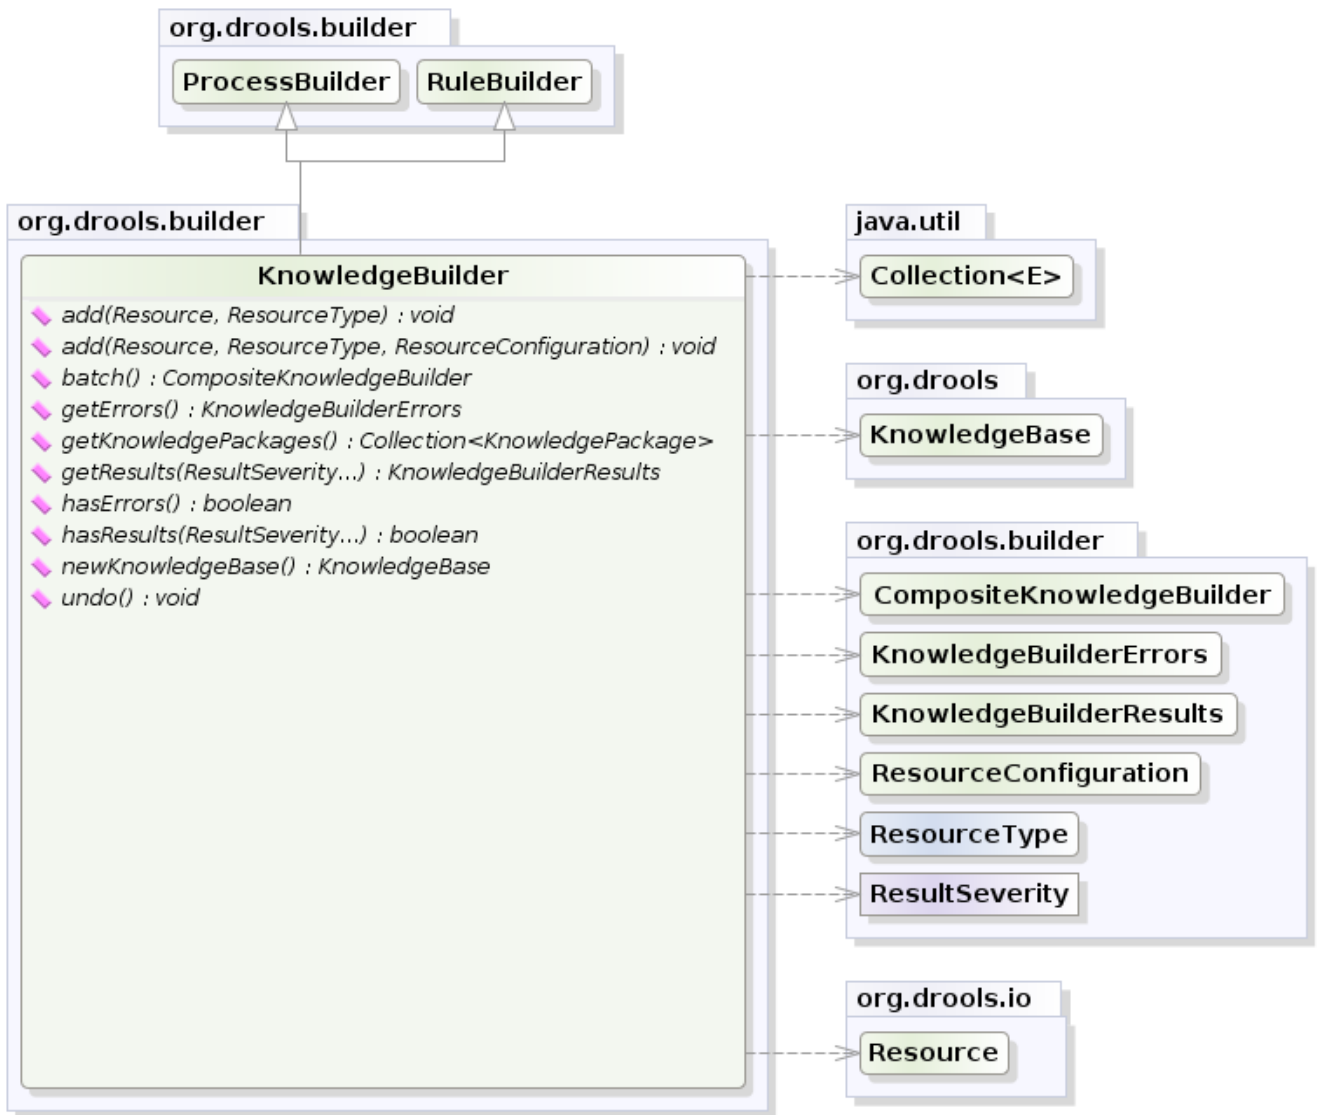 org.drools.builder
ProcessBuilder
RuleBuilder
org.drools.builder
KnowledgeBuilder
add(Resource, ResourceType) : void
add(Resource, ResourceType, ResourceConfiguration) : void
batch() : CompositeKnowledgeBuilder
getErrors() : KnowledgeBuilderErrors
getKnowledgePackages() : Collection<KnowledgePackage>
getResults(ResultSeverity...) : KnowledgeBuilderResults
hasErrors() : boolean
hasResults(ResultSeverity...) : boolean
newKnowledgeBase() : KnowledgeBase
undo() : void
java.util
Collection<E>
org.drools
KnowledgeBase
org.drools.builder
CompositeKnowledgeBuilder
KnowledgeBuilderErrors
KnowledgeBuilderResults
ResourceConfiguration
ResourceType
ResultSeverity
org.drools.io
Resource